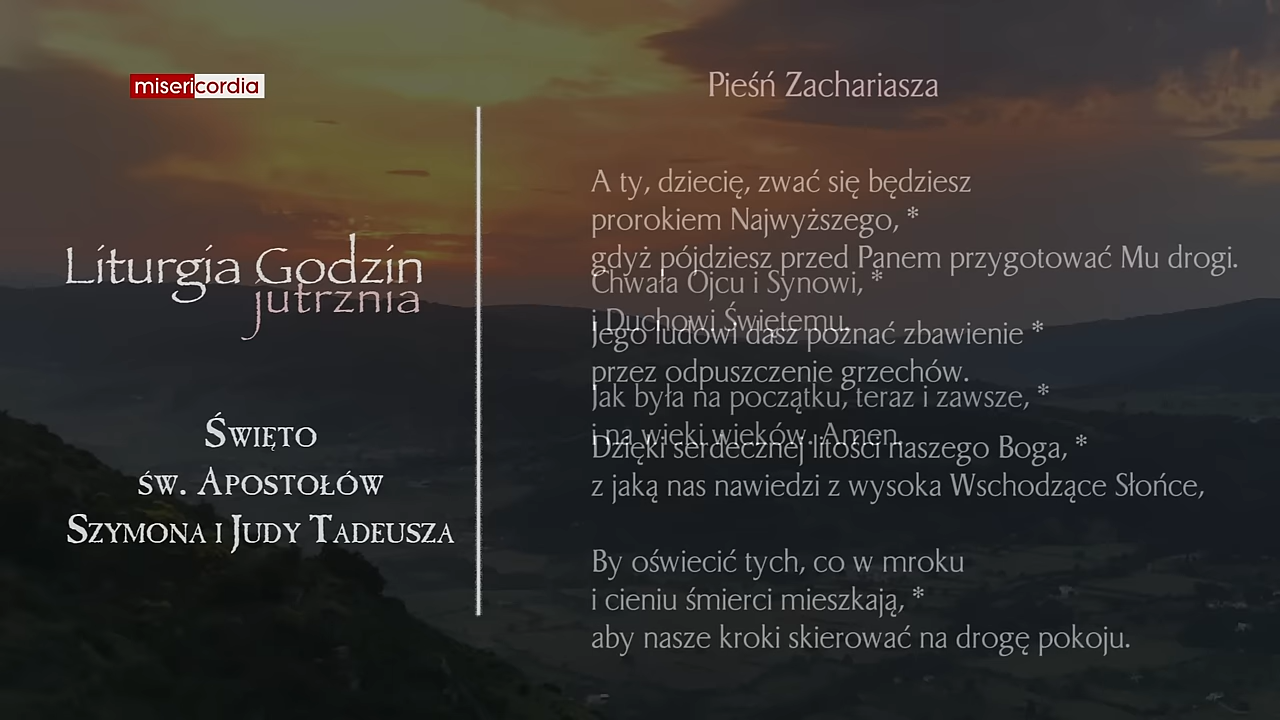 misericordia
Liturgia Godzin
jutrznia
Święto
św. Apostołów
Szymona i Judy Tadeusza
Pieśń Zachariasza
A ty, dziecię, zwać się będziesz
prorokiem Najwyższego, *
gdyż pójdziesz przed Panem przygotować Mu drogi.
Chwała Ojcu i Synowi, *
i Duchowi Świętemu.
Jego ludowi dasz poznać zbawienie *
przez odpuszczenie grzechów.
Jak była na początku, teraz i zawsze, *
i na wieki wieków. Amen.
Dzięki serdecznej litości naszego Boga, *
z jaką nas nawiedzi z wysoka Wschodzące Słońce,
By oświecić tych, co w mroku
i cieniu śmierci mieszkają, *
aby nasze kroki skierować na drogę pokoju.